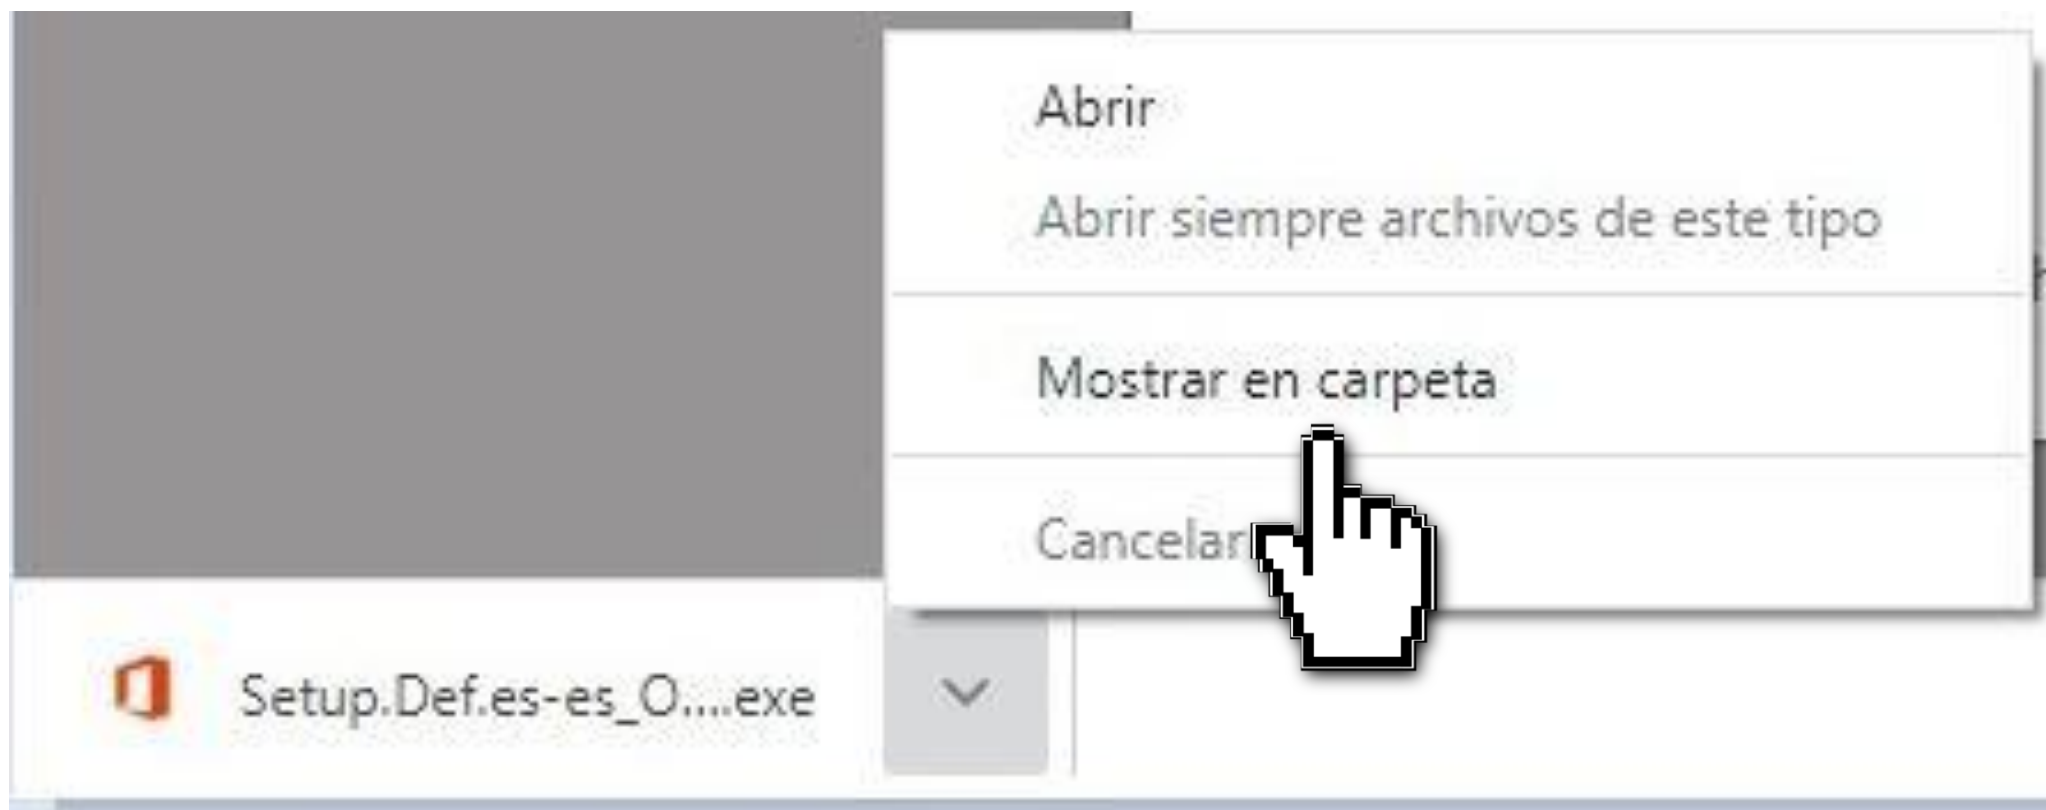 Abrir
Abrir siempre archivos de este tipo
Mostrar en carpeta
Cancelar
Setup.Def.es-es_O....exe